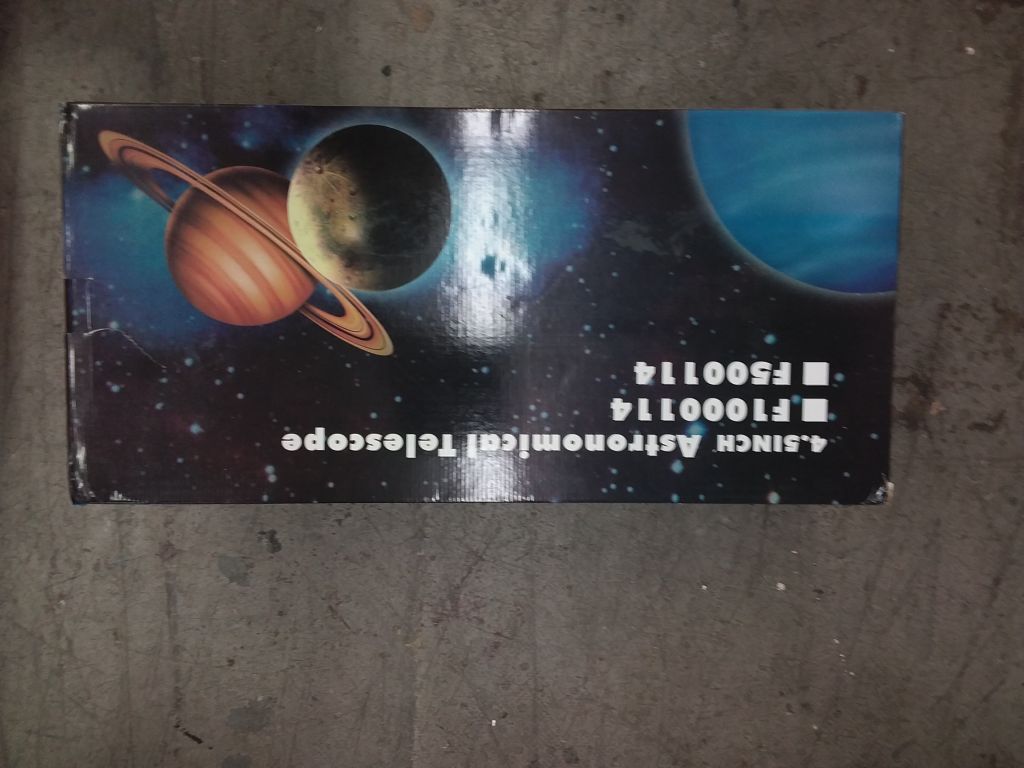 4.5INCH Astronomical Telescope
■ F1000114
■ F500114